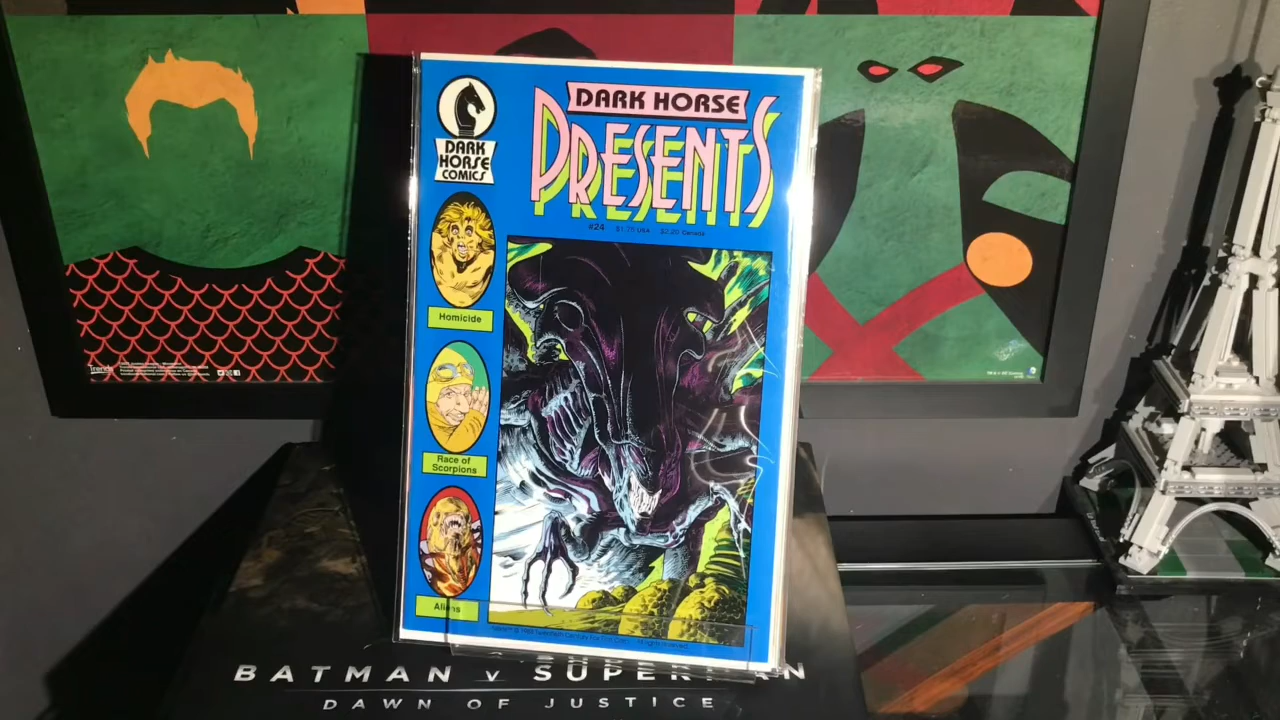 DARK HORSE
PRESENTS
DARK
HORSE
COMICS
#24 $1.75 USA $2.20 Canada
Homicide
Race of
Scorpions
Aliens
BATMAN V SUPERMAN
DAWN OF JUSTICE